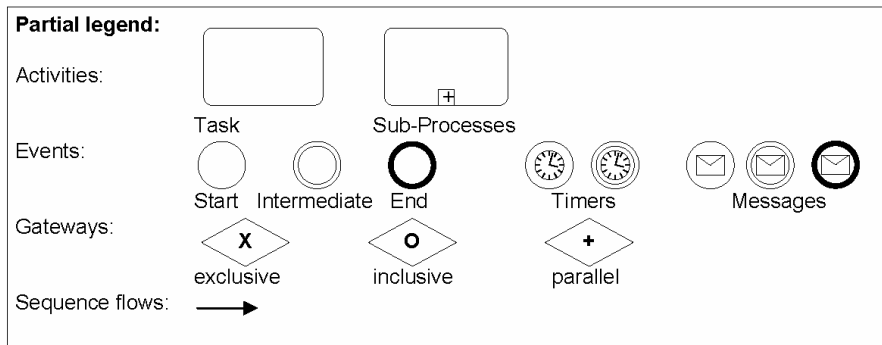 Partial legend:
Activities:
+
Task Sub-Processes
Events:
Start Intermediate End Timers Messages
Gateways:
X O +
exclusive inclusive parallel
Sequence flows: